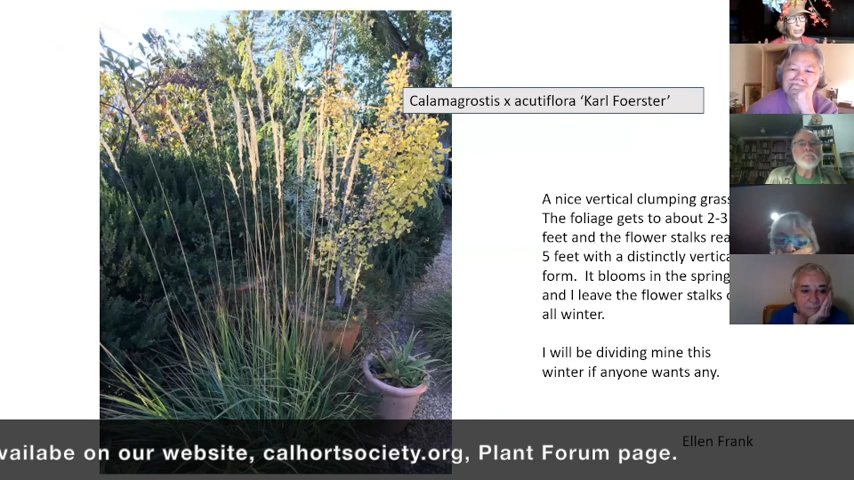 Calamagrostis x acutiflora ‘Karl Foerster’
A nice vertical clumping grass
The foliage gets to about 2-3
feet and the flower stalks
5 feet with a distinctly
form. It blooms in the spring
and I leave the flower stalks
all winter.
I will be dividing mine this
winter if anyone wants any.
Ellen Frank
on our website, calhortsociety.org, Plant Forum page.